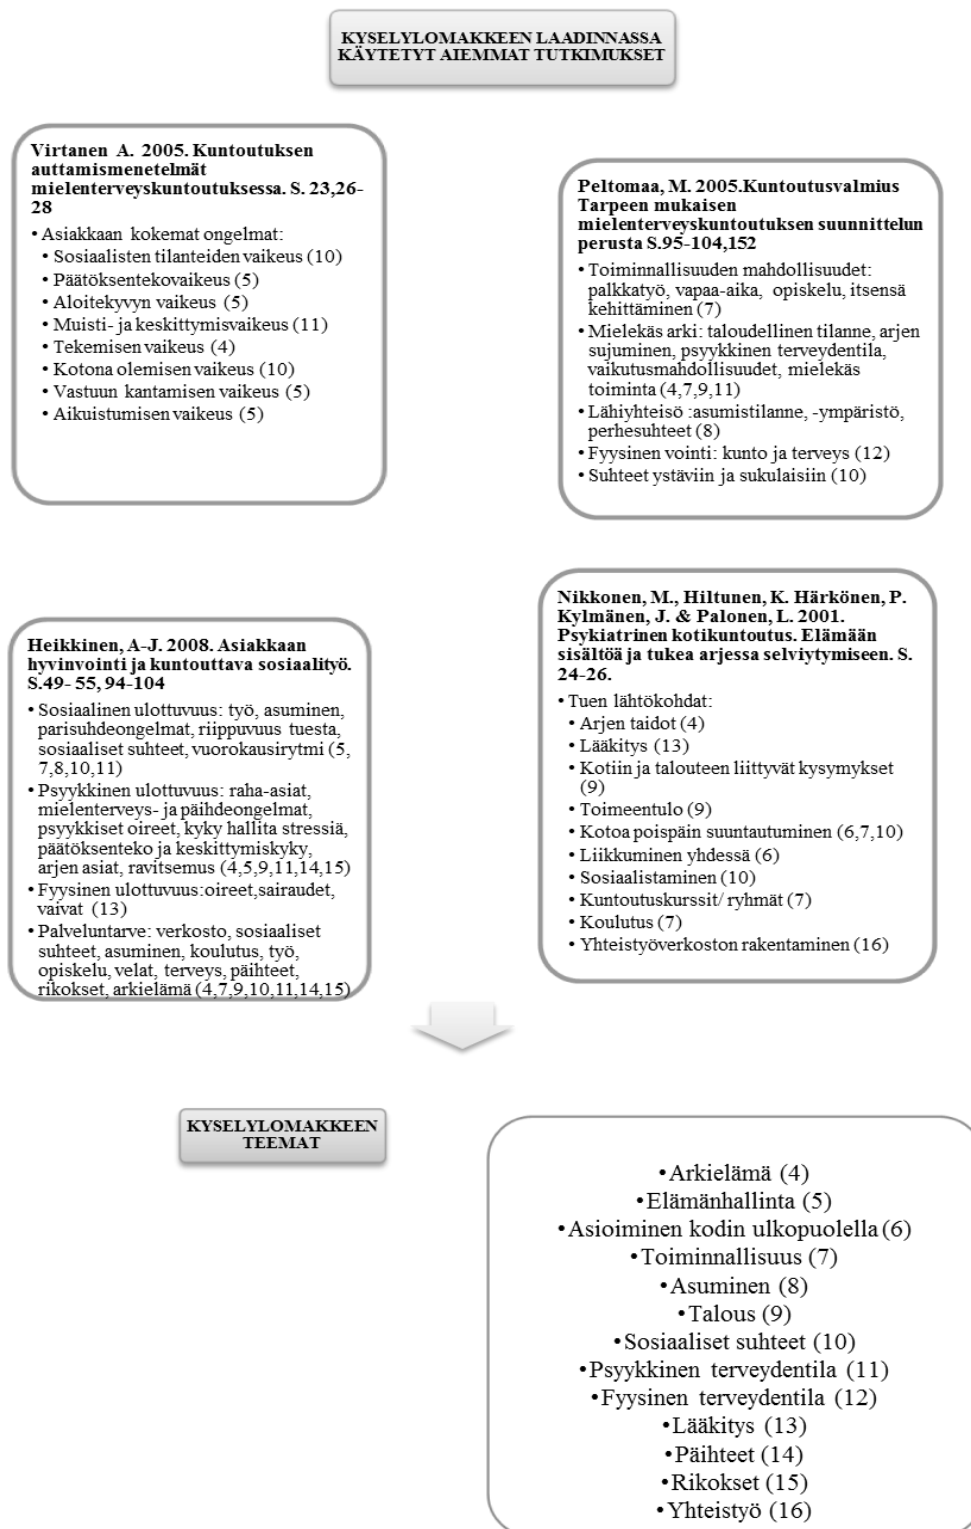 KYSELYLOMAKKEEN LAADINNASSA
KÄYTETYT AIEMMAT TUTKIMUKSET
Virtanen A. 2005. Kuntoutuksen
auttamismenetelmät
mielenterveyskuntoutuksessa. S. 23,26-
28
• Asiakkaan kokemat ongelmat:
• Sosiaalisten tilanteiden vaikeus (10)
• Päätöksentekovaikeus (5)
• Aloitekyvyn vaikeus (5)
• Muisti- ja keskittymisvaikeus (11)
• Tekemisen vaikeus (4)
• Kotona olemisen vaikeus (10)
• Vastuun kantamisen vaikeus (5)
• Aikuistumisen vaikeus (5)
Peltomaa, M. 2005.Kuntoutusvalmius
Tarpeen mukaisen
mielenterveyskuntoutuksen suunnittelun
perusta S.95-104,152
• Toiminnallisuuden mahdollisuudet:
palkkatyö, vapaa-aika, opiskelu, itsensä
kehittäminen (7)
• Mielekäs arki: taloudellinen tilanne, arjen
sujuminen, psyykkinen terveydentila,
vaikutusmahdollisuudet, mielekäs
toiminta (4,7,9,11)
• Lähiyhteisö :asumistilanne, -ympäristö,
perhesuhteet (8)
• Fyysinen vointi: kunto ja terveys (12)
• Suhteet ystäviin ja sukulaisiin (10)
Heikkinen, A-J. 2008. Asiakkaan
hyvinvointi ja kuntouttava sosiaalityö.
S.49- 55, 94-104
• Sosiaalinen ulottuvuus: työ, asuminen,
parisuhdeongelmat, riippuvuus tuesta,
sosiaaliset suhteet, vuorokausirytmi (5,
7,8,10,11)
• Psyykkinen ulottuvuus: raha-asiat,
mielenterveys- ja päihdeongelmat,
psyykkiset oireet, kyky hallita stressiä,
päätöksenteko ja keskittymiskyky,
arjen asiat, ravitsemus (4,5,9,11,14,15)
• Fyysinen ulottuvuus:oireet,sairaudet,
vaivat (13)
• Palveluntarve: verkosto, sosiaaliset
suhteet, asuminen, koulutus, työ,
opiskelu, velat, terveys, päihteet,
rikokset, arkielämä (4,7,9,10,11,14,15)
Nikkonen, M., Hiltunen, K. Härkönen, P.
Kylmänen, J. & Palonen, L. 2001.
Psykiatrinen kotikuntoutus. Elämään
sisältöä ja tukea arjessa selviytymiseen. S.
24-26.
• Tuen lähtökohdat:
• Arjen taidot (4)
• Lääkitys (13)
• Kotiin ja talouteen liittyvät kysymykset
(9)
• Toimeentulo (9)
• Kotoa poispäin suuntautuminen (6,7,10)
• Liikkuminen yhdessä (6)
• Sosiaalistaminen (10)
• Kuntoutuskurssit/ ryhmät (7)
• Koulutus (7)
• Yhteistyöverkoston rakentaminen (16)
KYSELYLOMAKKEEN
TEEMAT
•Arkielämä (4)
•Elämänhallinta (5)
•Asioiminen kodin ulkopuolella (6)
•Toiminnallisuus (7)
•Asuminen (8)
•Talous (9)
•Sosiaaliset suhteet (10)
•Psyykkinen terveydentila (11)
•Fyysinen terveydentila (12)
•Lääkitys (13)
•Päihteet (14)
•Rikokset (15)
•Yhteistyö (16)